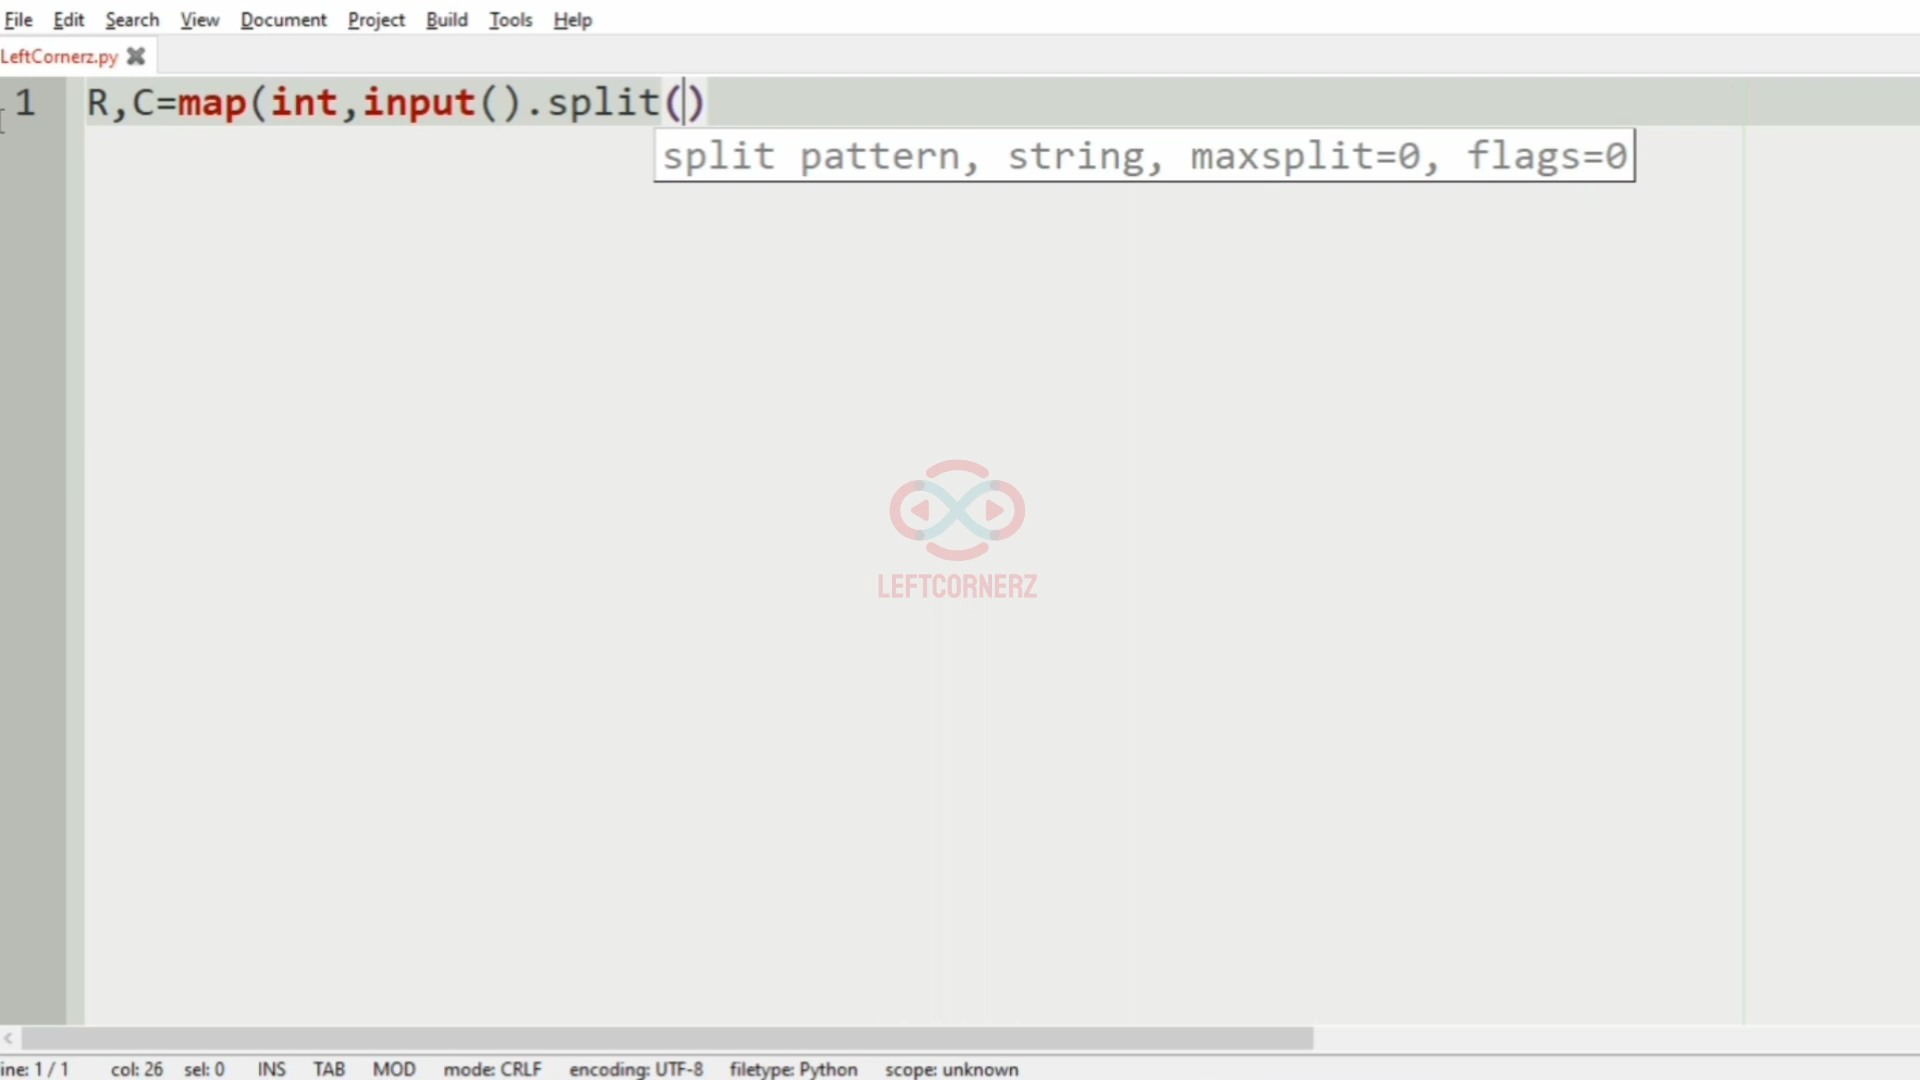 File Edit Search View Document Project Build Tools Help
LeftCornerz.py
1 R,C=map(int,input().split()
split pattern, string, maxsplit=0, flags=0
LEFTCORNERZ
ine: 1 / 1 col: 26 sel: 0 INS TAB MOD mode: CRLF encoding: UTF-8 filetype: Python scope: unknown